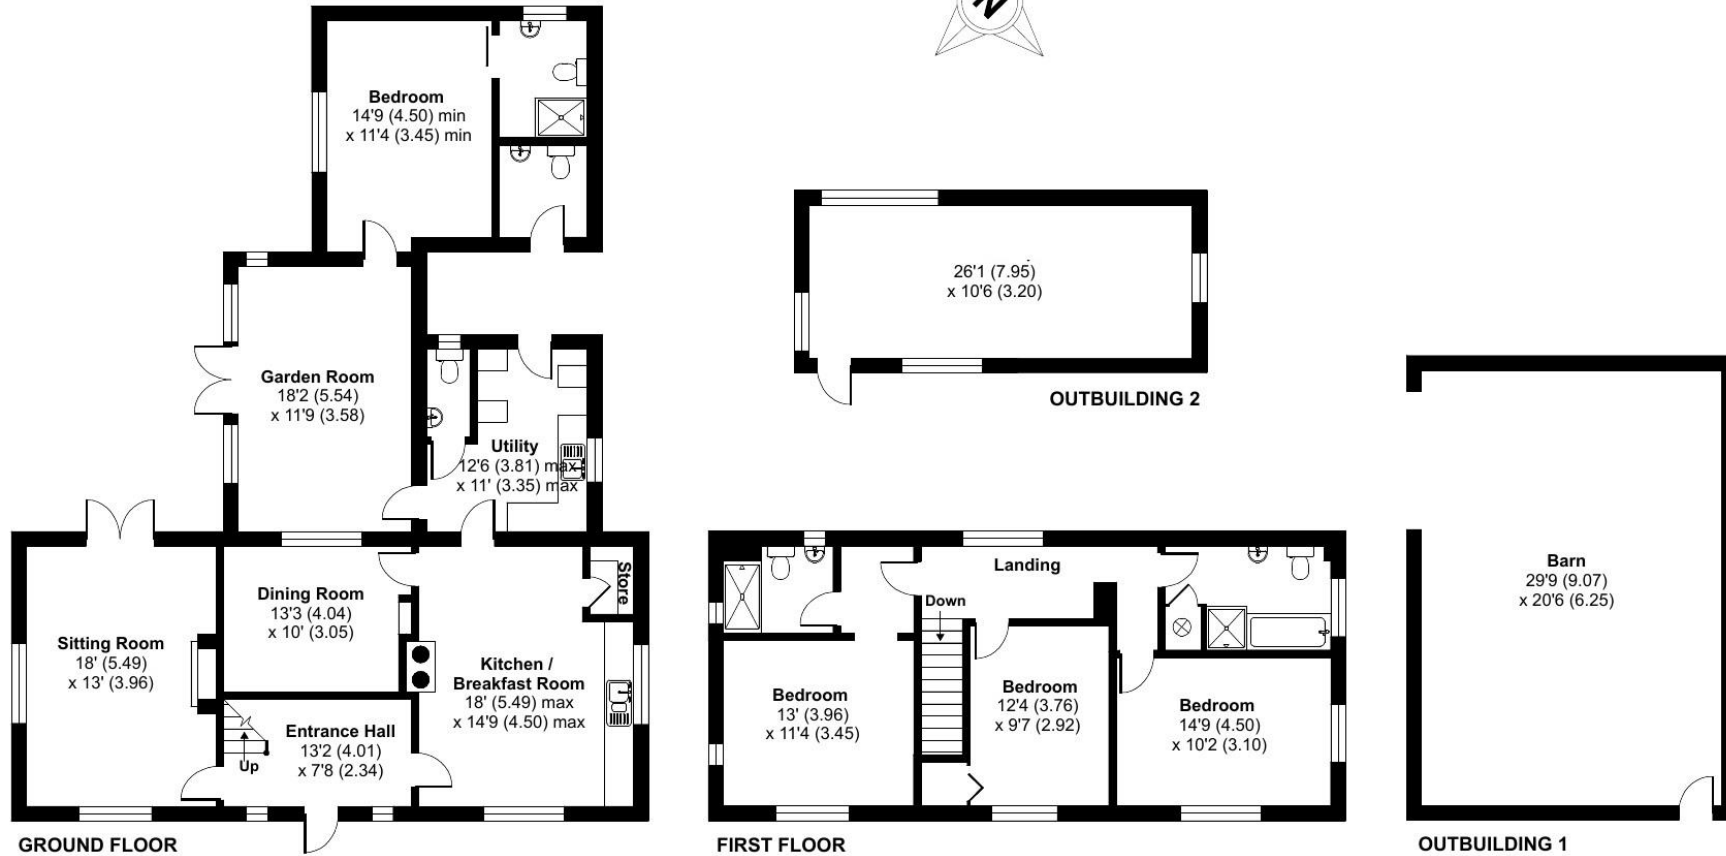 N
Bedroom
14'9 (4.50) min
x 11'4 (3.45) min
26'1 (7.95)
x 10'6 (3.20)
OUTBUILDING 2
Garden Room
18'2 (5.54)
x 11'9 (3.58)
Utility
12'6 (3.81) max
x 11' (3.35) max
Store
Dining Room
13'3 (4.04)
x 10' (3.05)
Sitting Room
18' (5.49)
x 13' (3.96)
Kitchen /
Breakfast Room
18' (5.49) max
x 14'9 (4.50) max
Entrance Hall
13'2 (4.01)
x 7'8 (2.34)
Up
GROUND FLOOR
Landing
Down
Bedroom
13' (3.96)
x 11'4 (3.45)
Bedroom
12'4 (3.76)
x 9'7 (2.92)
Bedroom
14'9 (4.50)
x 10'2 (3.10)
FIRST FLOOR
Barn
29'9 (9.07)
x 20'6 (6.25)
OUTBUILDING 1